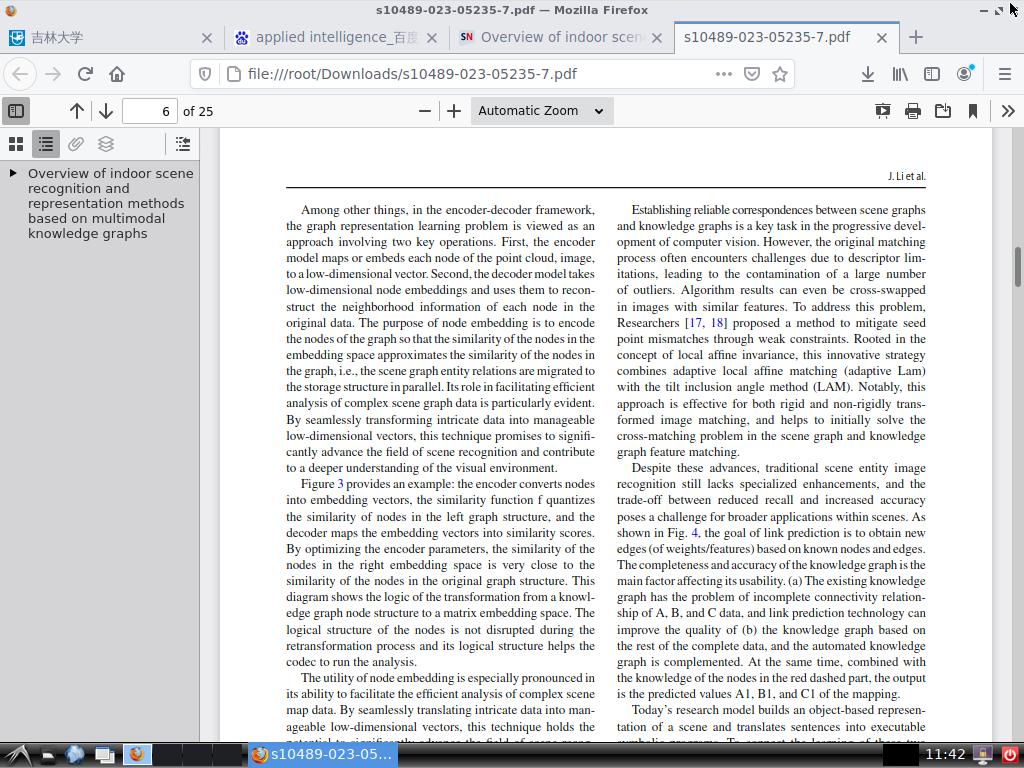 s10489-023-05235-7.pdf — Mozilla Firefox
吉林大学
applied intelligence_百度
Overview of indoor scen
s10489-023-05235-7.pdf
file:///root/Downloads/s10489-023-05235-7.pdf
6 of 25
Automatic Zoom
Overview of indoor scene
recognition and
representation methods
based on multimodal
knowledge graphs
J. Li et al.
Among other things, in the encoder-decoder framework,
the graph representation learning problem is viewed as an
approach involving two key operations. First, the encoder
model maps or embeds each node of the point cloud, image,
to a low-dimensional vector. Second, the decoder model takes
low-dimensional node embeddings and uses them to recon-
struct the neighborhood information of each node in the
original data. The purpose of node embedding is to encode
the nodes of the graph so that the similarity of the nodes in the
embedding space approximates the similarity of the nodes in
the graph, i.e., the scene graph entity relations are migrated to
the storage structure in parallel. Its role in facilitating efficient
analysis of complex scene graph data is particularly evident.
By seamlessly transforming intricate data into manageable
low-dimensional vectors, this technique promises to signifi-
cantly advance the field of scene recognition and contribute
to a deeper understanding of the visual environment.
Figure 3 provides an example: the encoder converts nodes
into embedding vectors, the similarity function f quantizes
the similarity of nodes in the left graph structure, and the
decoder maps the embedding vectors into similarity scores.
By optimizing the encoder parameters, the similarity of the
nodes in the right embedding space is very close to the
similarity of the nodes in the original graph structure. This
diagram shows the logic of the transformation from a knowl-
edge graph node structure to a matrix embedding space. The
logical structure of the nodes is not disrupted during the
retransformation process and its logical structure helps the
codec to run the analysis.
The utility of node embedding is especially pronounced in
its ability to facilitate the efficient analysis of complex scene
map data. By seamlessly translating intricate data into man-
ageable low-dimensional vectors, this technique holds the
Establishing reliable correspondences between scene graphs
and knowledge graphs is a key task in the progressive devel-
opment of computer vision. However, the original matching
process often encounters challenges due to descriptor lim-
itations, leading to the contamination of a large number
of outliers. Algorithm results can even be cross-swapped
in images with similar features. To address this problem,
Researchers [17, 18] proposed a method to mitigate seed
point mismatches through weak constraints. Rooted in the
concept of local affine invariance, this innovative strategy
combines adaptive local affine matching (adaptive Lam)
with the tilt inclusion angle method (LAM). Notably, this
approach is effective for both rigid and non-rigidly trans-
formed image matching, and helps to initially solve the
cross-matching problem in the scene graph and knowledge
graph feature matching.
Despite these advances, traditional scene entity image
recognition still lacks specialized enhancements, and the
trade-off between reduced recall and increased accuracy
poses a challenge for broader applications within scenes. As
shown in Fig. 4, the goal of link prediction is to obtain new
edges (of weights/features) based on known nodes and edges.
The completeness and accuracy of the knowledge graph is the
main factor affecting its usability. (a) The existing knowledge
graph has the problem of incomplete connectivity relation-
ship of A, B, and C data, and link prediction technology can
improve the quality of (b) the knowledge graph based on
the rest of the complete data, and the automated knowledge
graph is complemented. At the same time, combined with
the knowledge of the nodes in the red dashed part, the output
is the predicted values A1, B1, and C1 of the mapping.
Today's research model builds an object-based represen-
tation of a scene and translates sentences into executable
s10489-023-05...
11:42